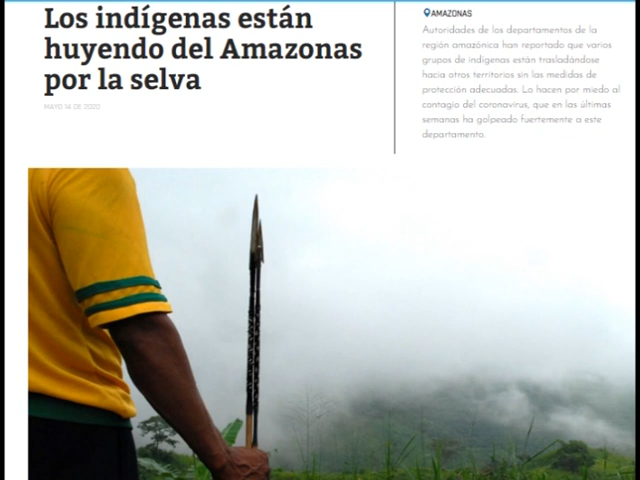 Los indígenas están
huyendo del Amazonas
por la selva
MAYO 14 DE 2020
AMAZONAS
Autoridades de los departamentos de la
región amazónica han reportado que varios
grupos de indígenas están trasladándose
hacia otros territorios sin las medidas de
protección adecuadas. Lo hacen por miedo al
contagio del coronavirus, que en las últimas
semanas ha golpeado fuertemente a este
departamento.